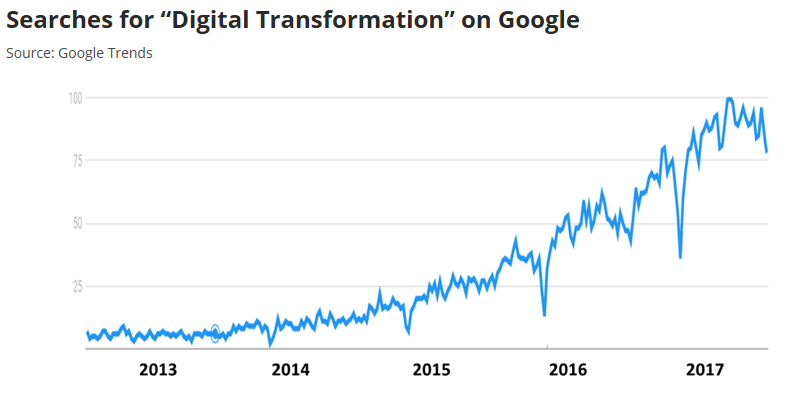 Searches for “Digital Transformation” on Google
Source: Google Trends
100
75
50
25
2013 2014 2015 2016 2017